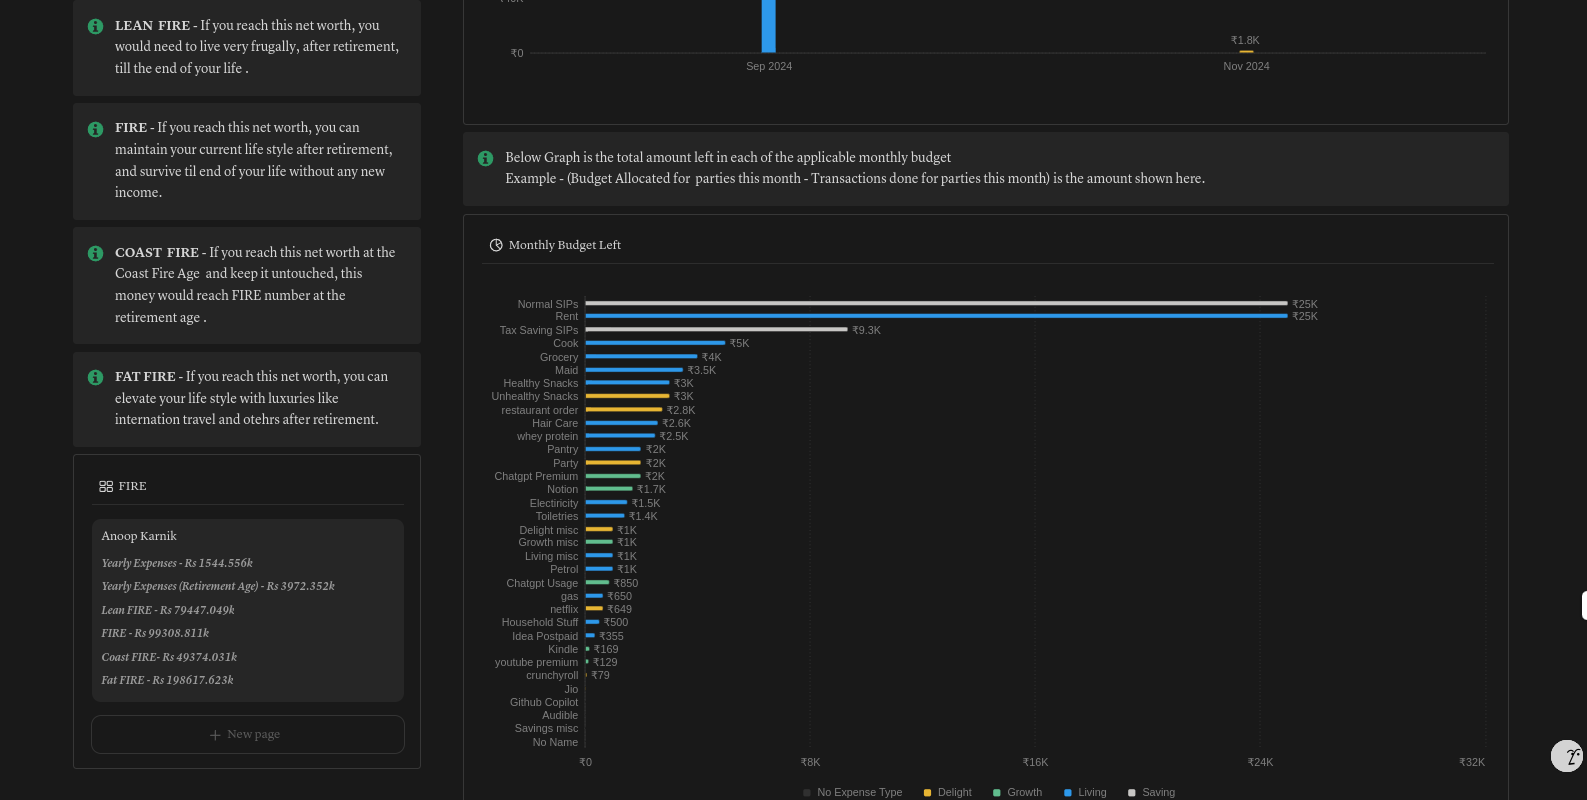 LEAN FIRE - If you reach this net worth, you
would need to live very frugally, after retirement,
till the end of your life .
FIRE - If you reach this net worth, you can
maintain your current life style after retirement,
and survive til end of your life without any new
income.
COAST FIRE - If you reach this net worth at the
Coast Fire Age and keep it untouched, this
money would reach FIRE number at the
retirement age .
FAT FIRE - If you reach this net worth, you can
elevate your life style with luxuries like
internation travel and otehrs after retirement.
FIRE
Anoop Karnik
Yearly Expenses - Rs 1544.556k
Yearly Expenses (Retirement Age) - Rs 3972.352k
Lean FIRE - Rs 79447.049k
FIRE - Rs 99308.811k
Coast FIRE- Rs 49374.031k
Fat FIRE - Rs 198617.623k
New page
₹0
₹1.8K
Sep 2024
Nov 2024
Below Graph is the total amount left in each of the applicable monthly budget
Example - (Budget Allocated for parties this month - Transactions done for parties this month) is the amount shown here.
Monthly Budget Left
Normal SIPs ₹25K
Rent ₹25K
Tax Saving SIPs ₹9.3K
Cook ₹5K
Grocery ₹4K
Maid ₹3.5K
Healthy Snacks ₹3K
Unhealthy Snacks ₹3K
restaurant order ₹2.8K
Hair Care ₹2.6K
whey protein ₹2.5K
Pantry ₹2K
Party ₹2K
Chatgpt Premium ₹2K
Notion ₹1.7K
Electiricity ₹1.5K
Toiletries ₹1.4K
Delight misc ₹1K
Growth misc ₹1K
Living misc ₹1K
Petrol ₹1K
Chatgpt Usage ₹850
gas ₹650
netflix ₹649
Household Stuff ₹500
Idea Postpaid ₹355
Kindle ₹169
youtube premium ₹129
crunchyroll ₹79
Jio
Github Copilot
Audible
Savings misc
No Name
₹0 ₹8K ₹16K ₹24K ₹32K
No Expense Type Delight Growth Living Saving